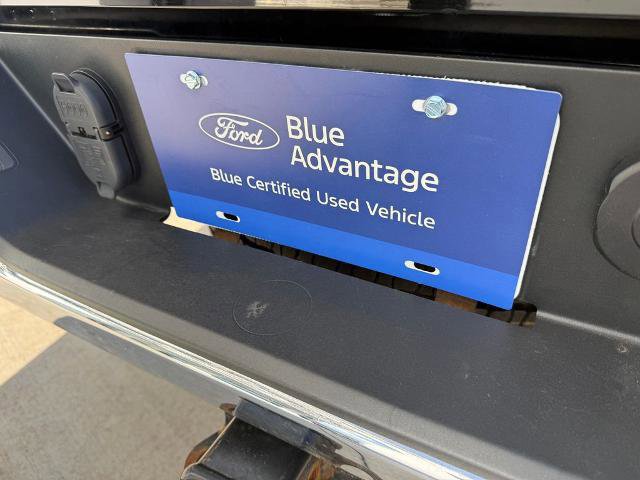 Ford
Blue
Advantage
Blue Certified Used Vehicle